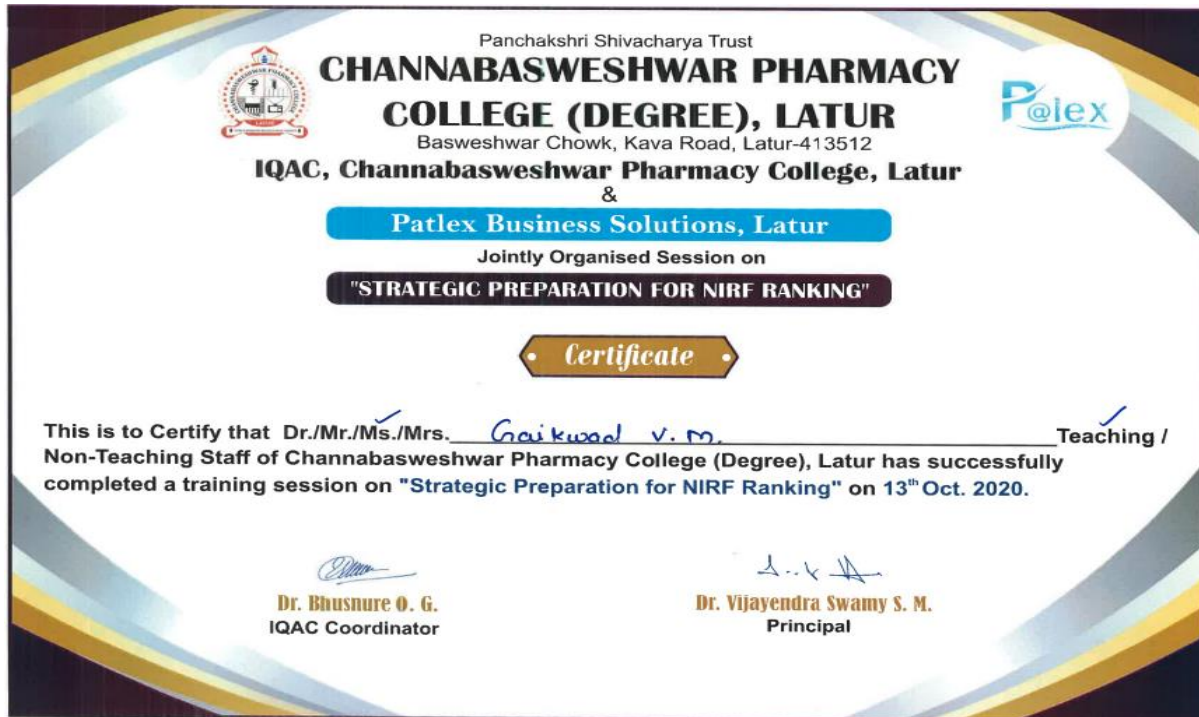 Panchakshri Shivacharya Trust
CHANNABASWESHWAR PHARMACY
COLLEGE (DEGREE), LATUR
P@lex
Basweshwar Chowk, Kava Road, Latur-413512
IQAC, Channabasweshwar Pharmacy College, Latur
&
Patlex Business Solutions, Latur
Jointly Organised Session on
"STRATEGIC PREPARATION FOR NIRF RANKING"
Certificate
This is to Certify that Dr./Mr./Ms./Mrs. Gaikwad V. M. Teaching /
Non-Teaching Staff of Channabasweshwar Pharmacy College (Degree), Latur has successfully
completed a training session on "Strategic Preparation for NIRF Ranking" on 13th Oct. 2020.
Dr. Bhusnure O. G.
IQAC Coordinator
Dr. Vijayendra Swamy S. M.
Principal